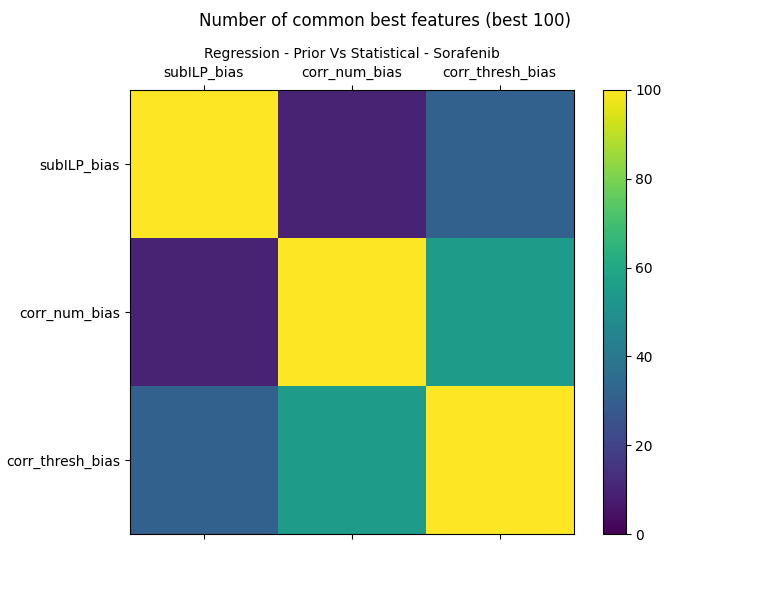 Number of common best features (best 100)
Regression - Prior Vs Statistical - Sorafenib
subILP_bias corr_num_bias corr_thresh_bias
subILP_bias
corr_num_bias
corr_thresh_bias
100
80
60
40
20
0